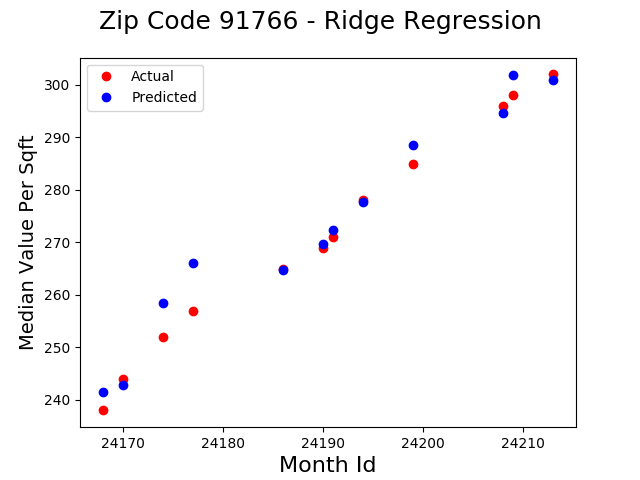 Zip Code 91766 - Ridge Regression
Actual
Predicted
300
290
280
270
260
250
240
Median Value Per Sqft
24170 24180 24190 24200 24210
Month Id